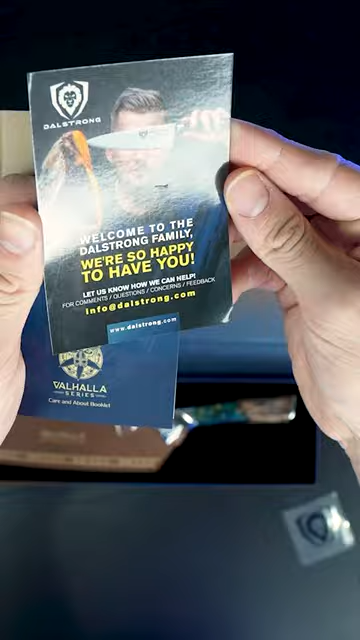 DALSTRONG
WELCOME TO THE
DALSTRONG FAMILY,
WE'RE SO HAPPY
TO HAVE YOU!
LET US KNOW HOW WE CAN HELP!
FOR COMMENTS / QUESTIONS / CONCERNS / FEEDBACK
info@dalstrong.com
www.dalstrong.com
VALHALLA
SERIES
Care and About Booklet